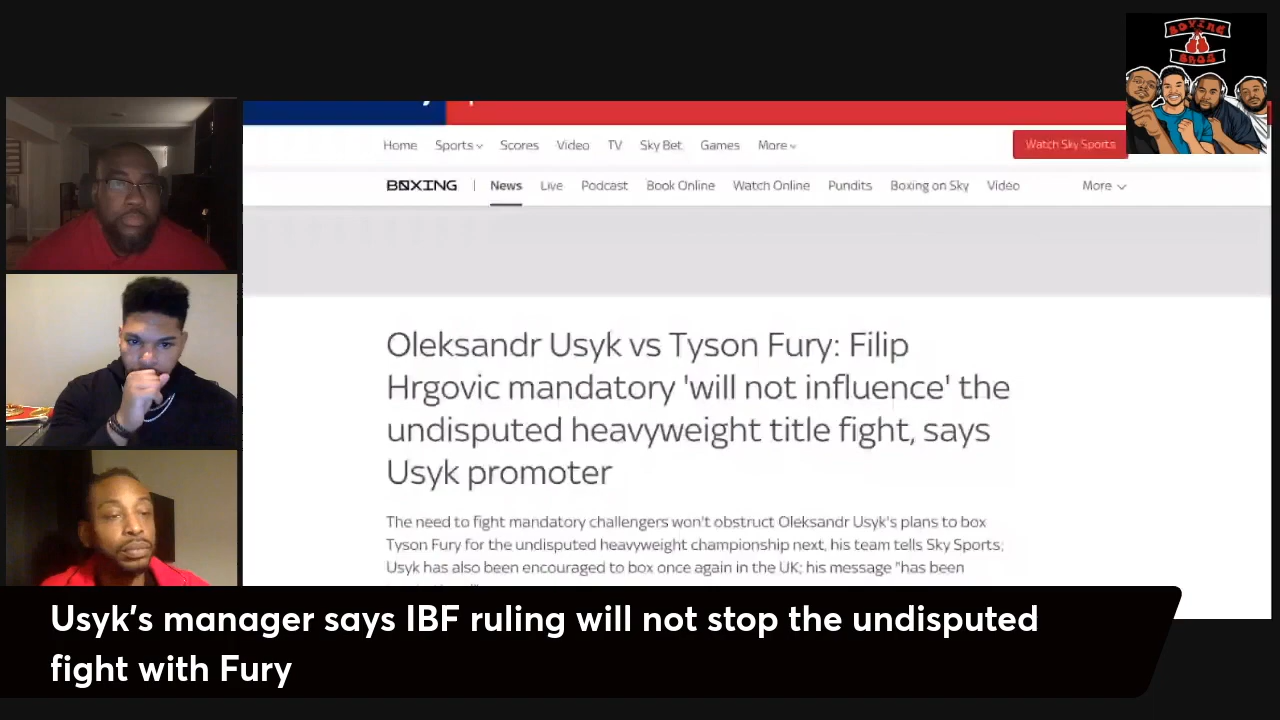 BOXING
BROS
Home Sports Scores Video TV Sky Bet Games More Watch Sky Sports
BOXING | News Live Podcast Book Online Watch Online Pundits Boxing on Sky Video More
Oleksandr Usyk vs Tyson Fury: Filip
Hrgovic mandatory 'will not influence' the
undisputed heavyweight title fight, says
Usyk promoter
The need to fight mandatory challengers won't obstruct Oleksandr Usyk's plans to box
Tyson Fury for the undisputed heavyweight championship next, his team tells Sky Sports;
Usyk has also been encouraged to box once again in the UK; his message "has been
Usyk's manager says IBF ruling will not stop the undisputed
fight with Fury